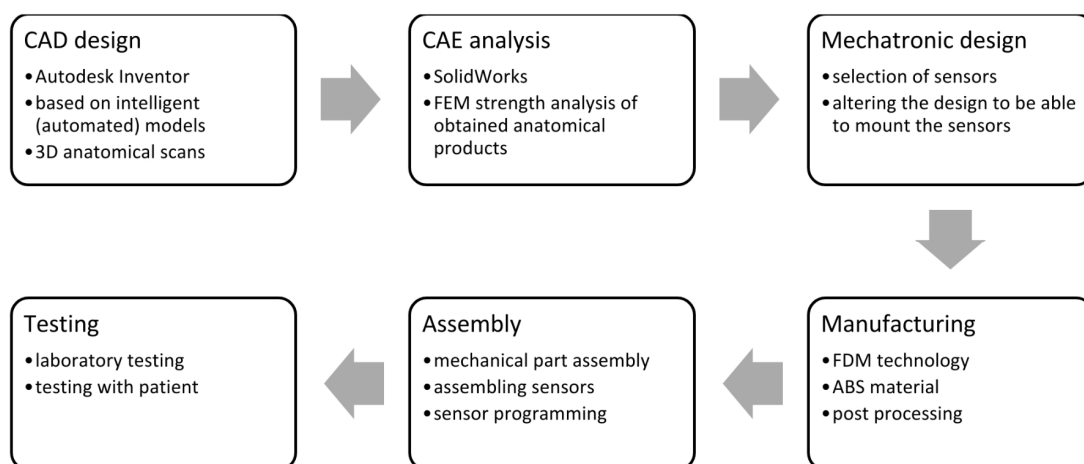 CAD design
•Autodesk Inventor
•based on intelligent
(automated) models
•3D anatomical scans
CAE analysis
•SolidWorks
•FEM strength analysis of
obtained anatomical
products
Mechatronic design
•selection of sensors
•altering the design to be able
to mount the sensors
Manufacturing
•FDM technology
•ABS material
•post processing
Assembly
•mechanical part assembly
•assembling sensors
•sensor programming
Testing
•laboratory testing
•testing with patient